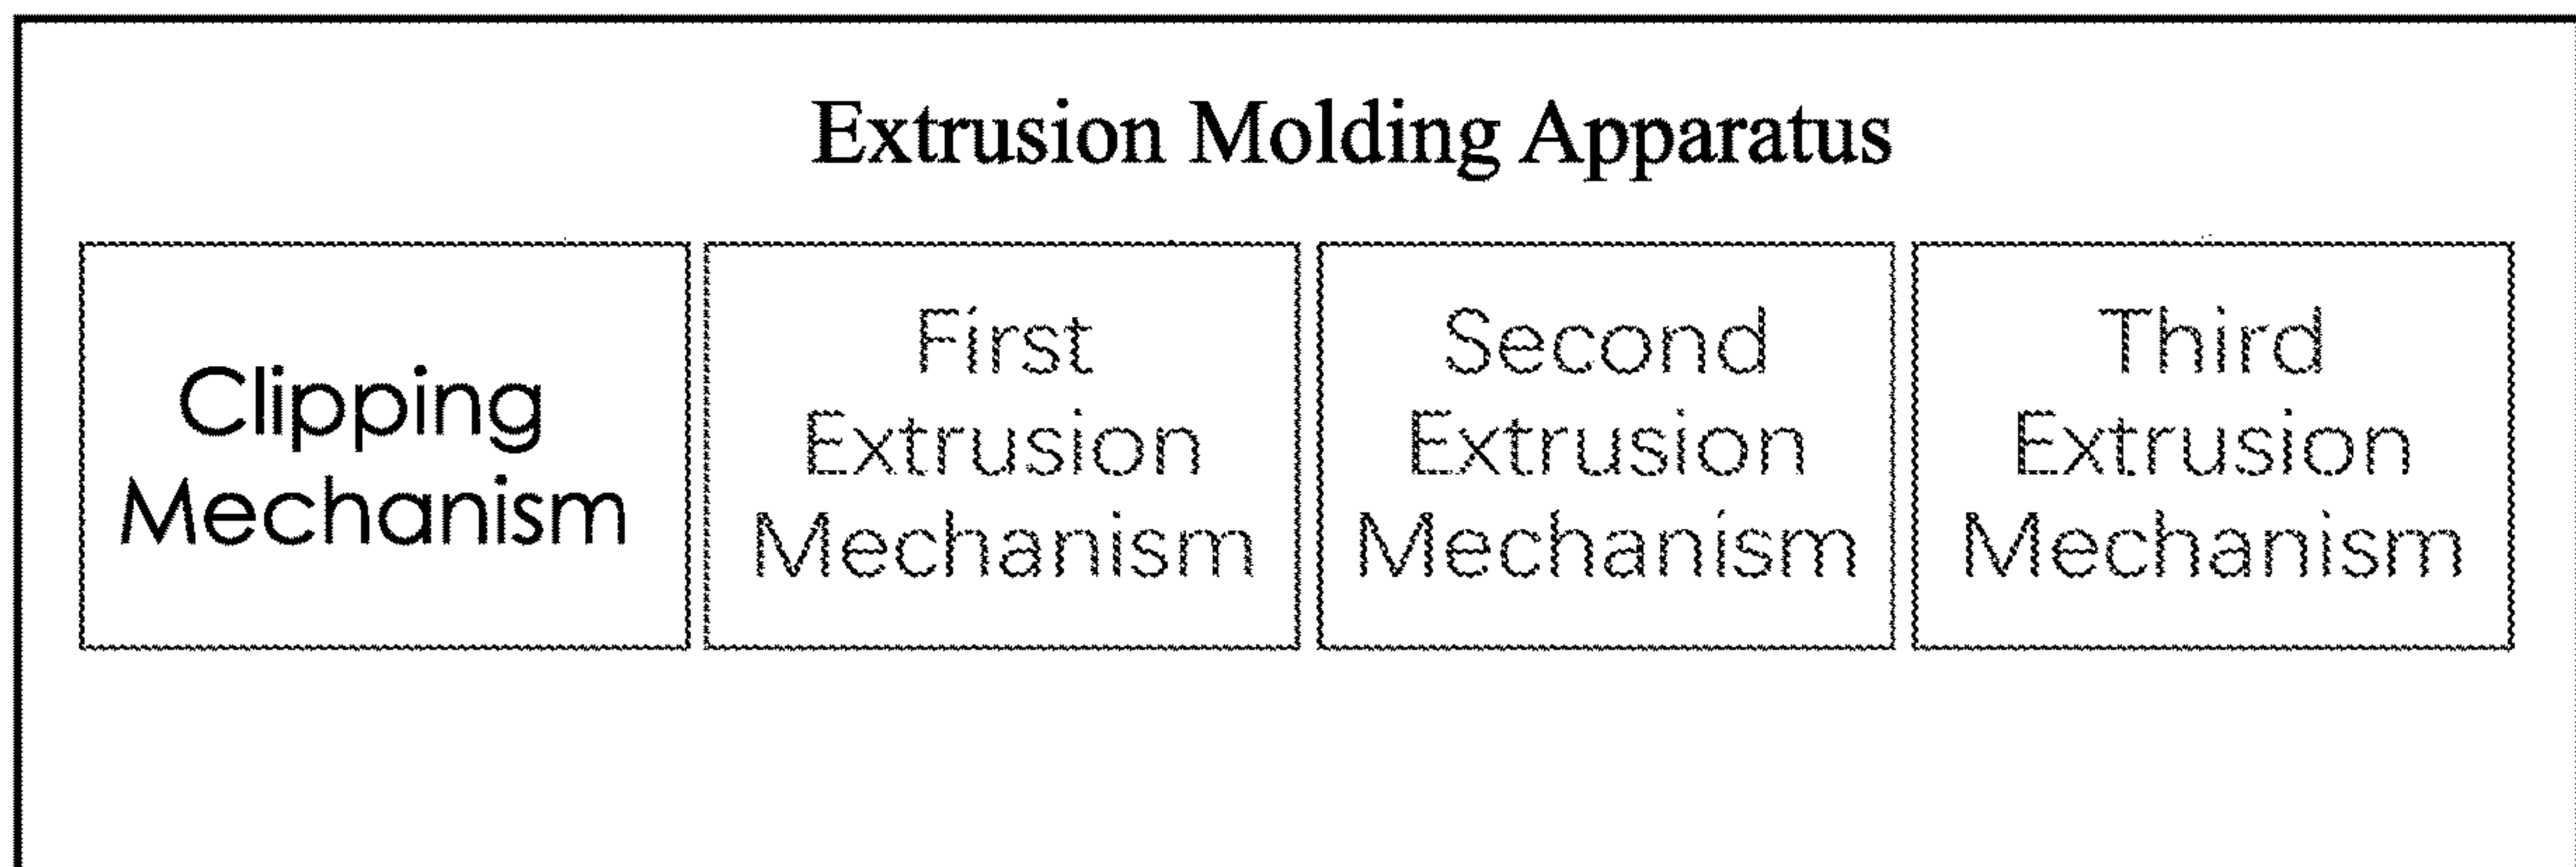 Extrusion Molding Apparatus
Clipping
Mechanism
First
Extrusion
Mechanism
Second
Extrusion
Mechanism
Third
Extrusion
Mechanism